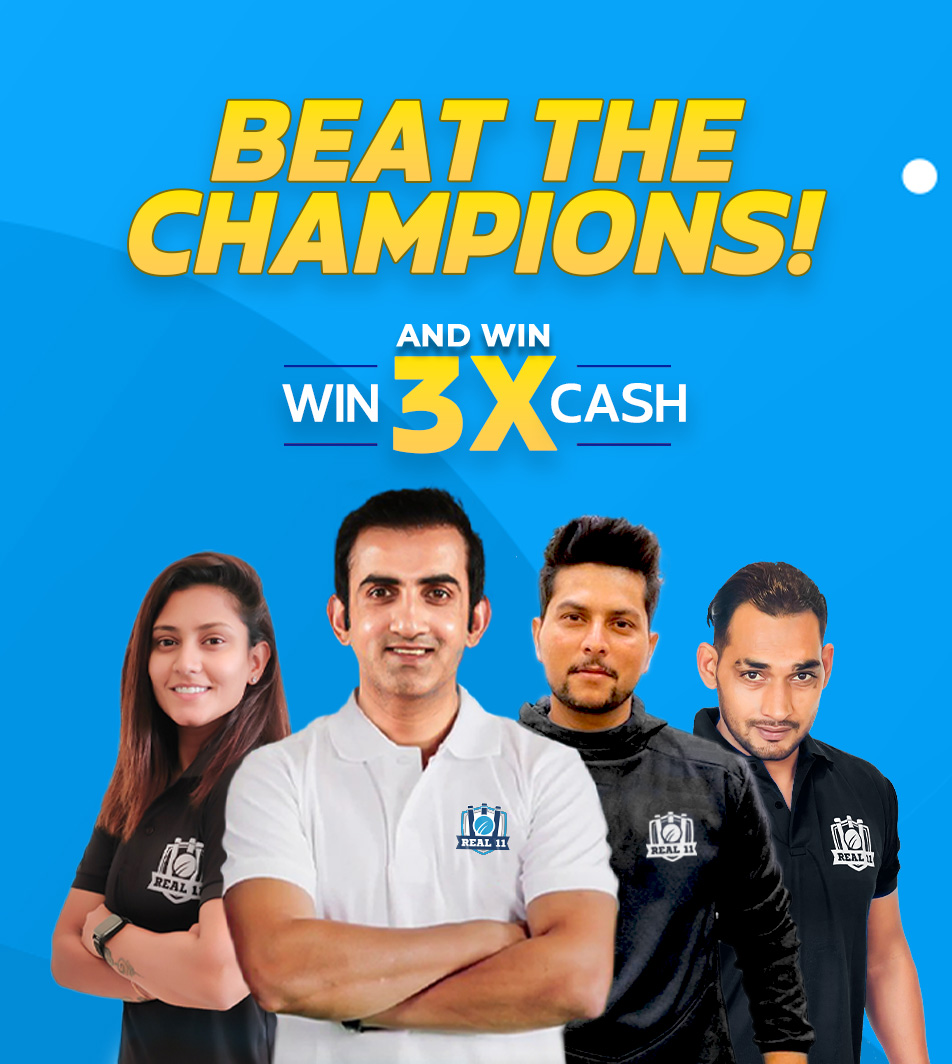 BEAT THE
CHAMPIONS!
AND WIN
WIN 3X CASH
REAL 11
REAL 11
REAL 11
REAL 11